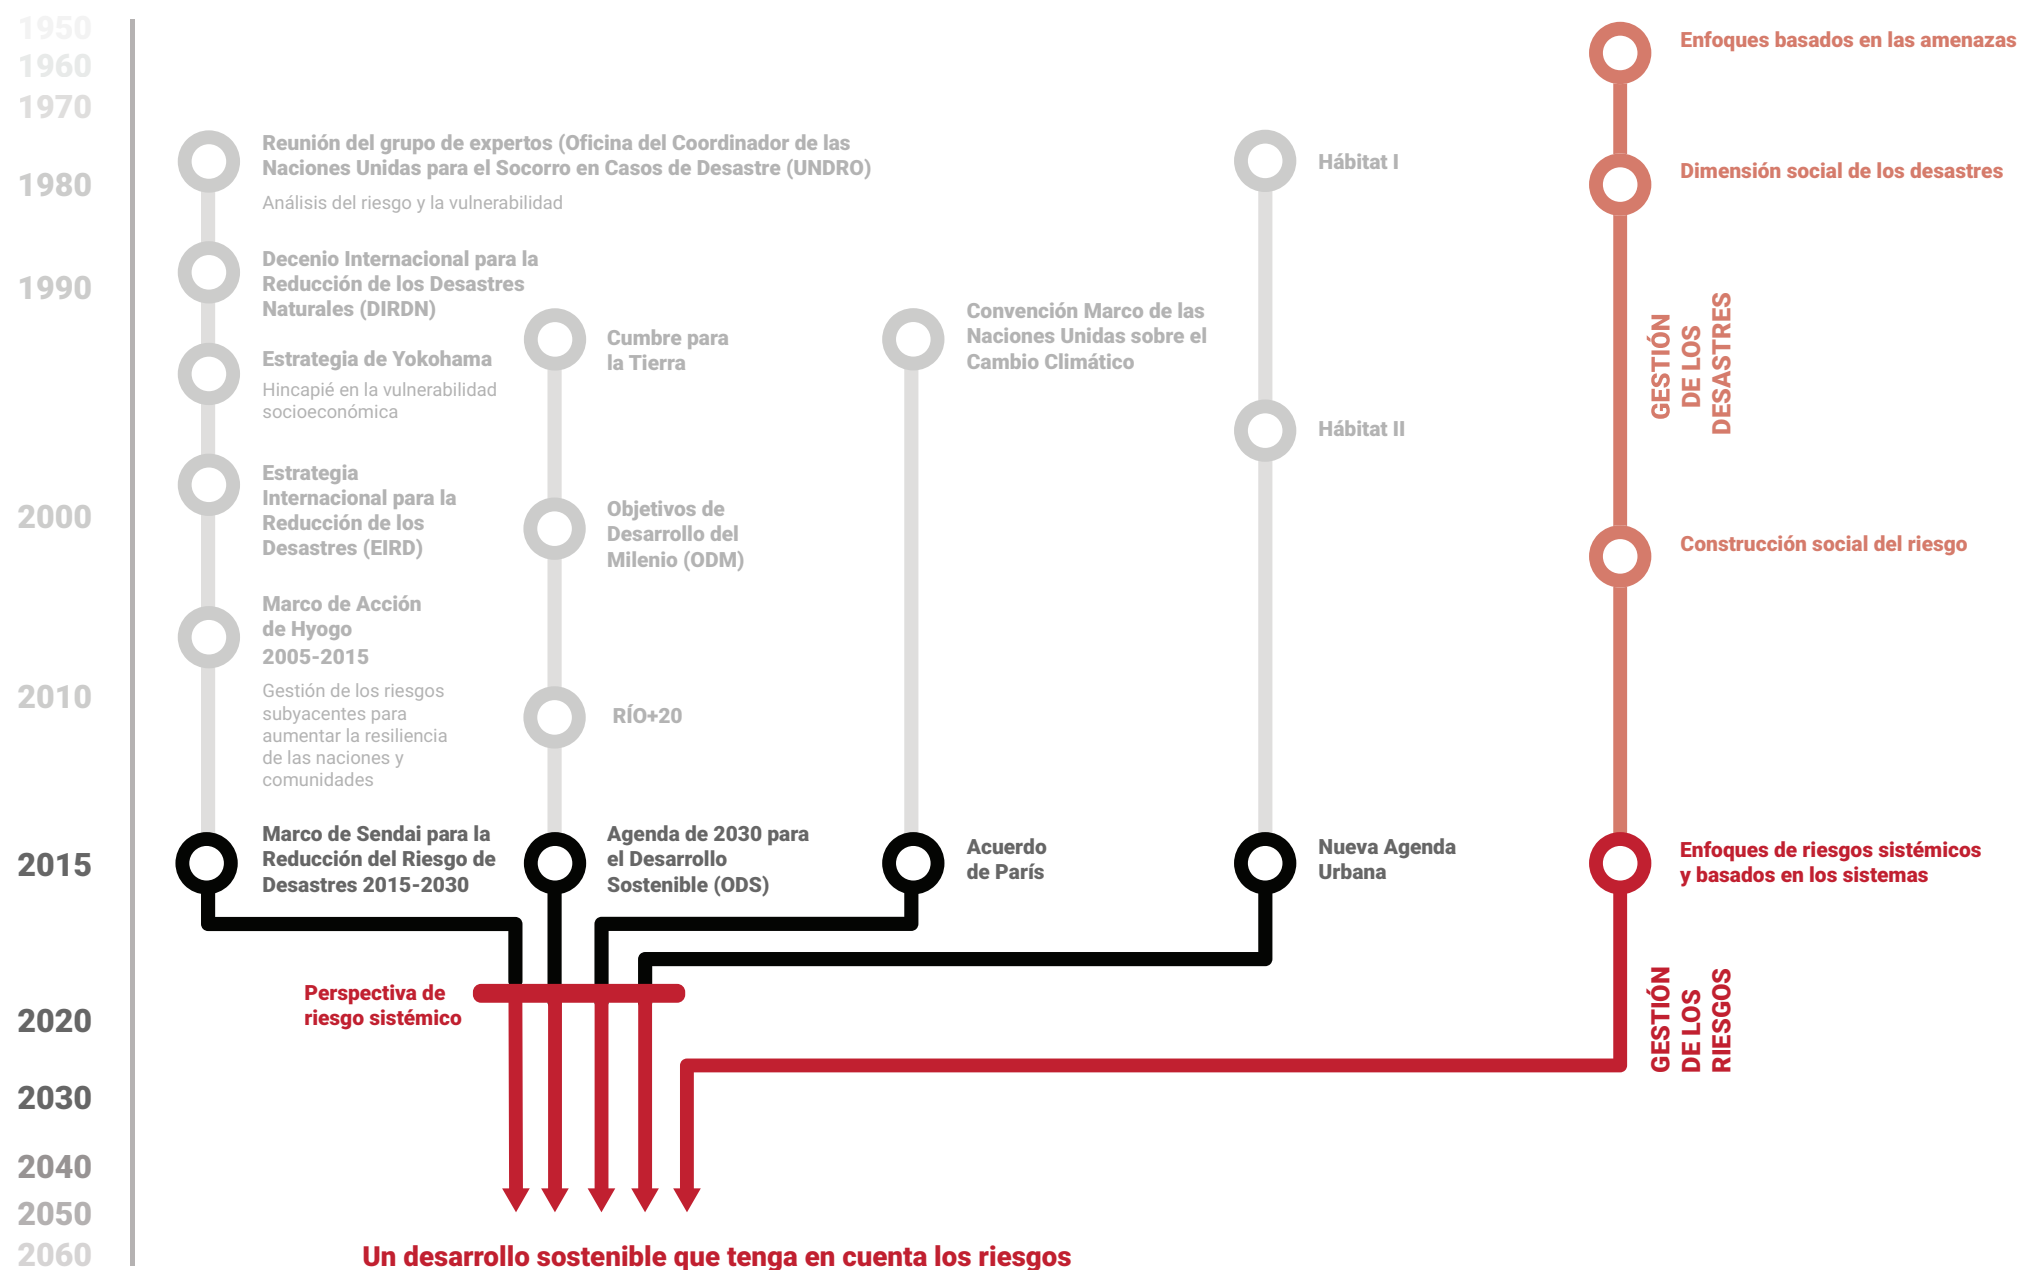 1950
1960
1970
1980
1990
2000
2010
2015
2020
2030
2040
2050
2060
Reunión del grupo de expertos (Oficina del Coordinador de las
Naciones Unidas para el Socorro en Casos de Desastre (UNDRO)
Análisis del riesgo y la vulnerabilidad
Decenio Internacional para la
Reducción de los Desastres
Naturales (DIRDN)
Estrategia de Yokohama
Hincapié en la vulnerabilidad
socioeconómica
Estrategia
Internacional para la
Reducción de los
Desastres (EIRD)
Marco de Acción
de Hyogo
2005-2015
Gestión de los riesgos
subyacentes para
aumentar la resiliencia
de las naciones y
comunidades
Marco de Sendai para la
Reducción del Riesgo de
Desastres 2015-2030
Cumbre para
la Tierra
Objetivos de
Desarrollo del
Milenio (ODM)
RÍO+20
Agenda de 2030 para
el Desarrollo
Sostenible (ODS)
Convención Marco de las
Naciones Unidas sobre el
Cambio Climático
Acuerdo
de París
Hábitat I
Hábitat II
Nueva Agenda
Urbana
Enfoques basados en las amenazas
Dimensión social de los desastres
GESTIÓN
DE LOS
DESASTRES
Construcción social del riesgo
Enfoques de riesgos sistémicos
y basados en los sistemas
GESTIÓN
DE LOS
RIESGOS
Perspectiva de
riesgo sistémico
Un desarrollo sostenible que tenga en cuenta los riesgos